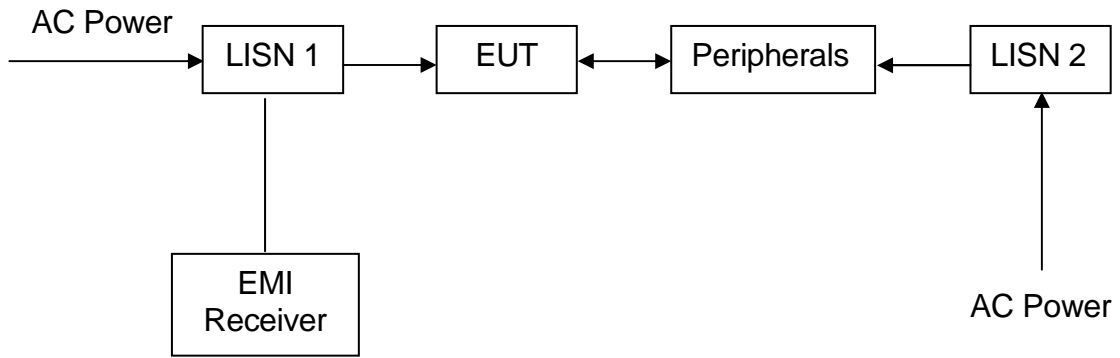 AC Power
LISN 1
EUT
Peripherals
LISN 2
EMI
Receiver
AC Power